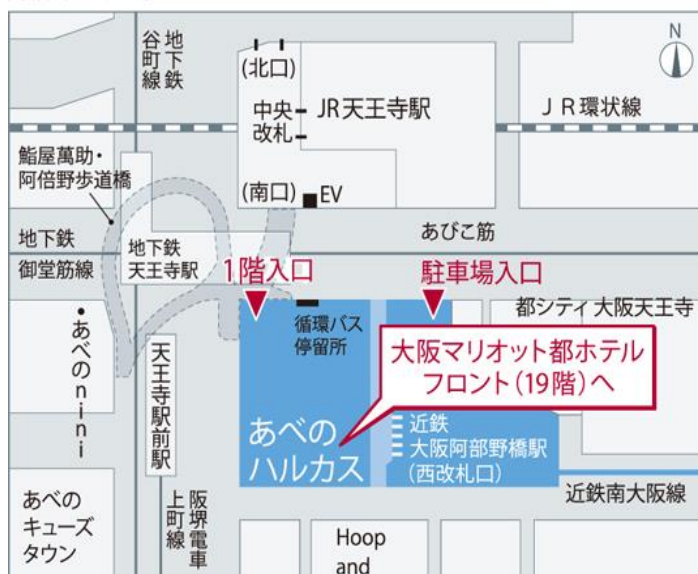 地下鉄
谷町線
(北口)
中央
改札
JR天王寺駅
N
JR環状線
鮨屋萬助・
阿倍野歩道橋
(南口)
EV
地下鉄
御堂筋線
地下鉄
天王寺駅
あびこ筋
1階入口
駐車場入口
循環バス
停留所
都シティ 大阪天王寺
•あべのnini
天王寺駅前駅
大阪マリオット都ホテル
フロント(19階)へ
あべの
ハルカス
近鉄
大阪阿部野橋駅
(西改札口)
近鉄南大阪線
あべの
キューズ
タウン
阪堺電車
上町線
Hoop
and